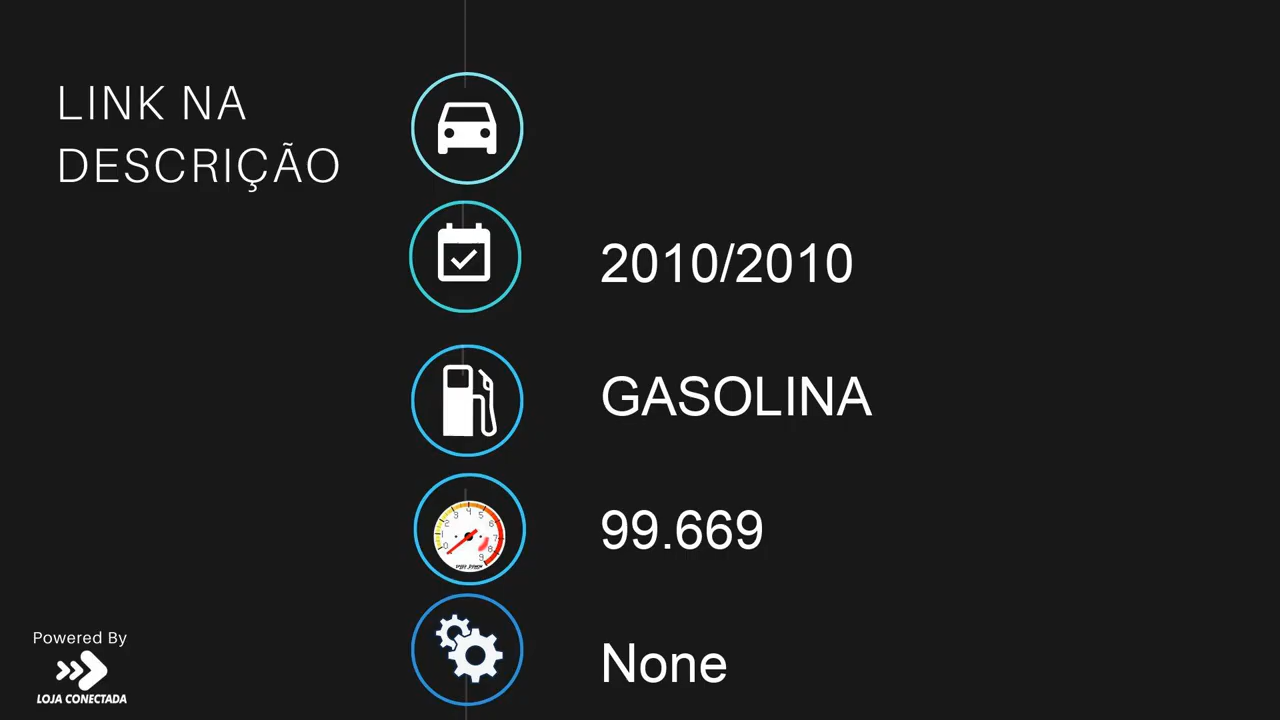 LINK NA
DESCRIÇÃO
2010/2010
GASOLINA
99.669
None
Powered By
LOJA CONECTADA